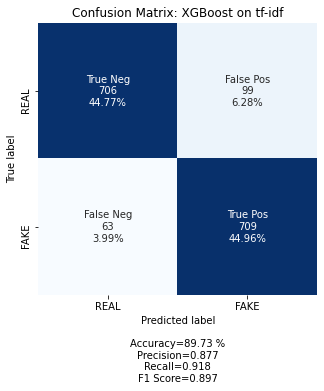 Confusion Matrix: XGBoost on tf-idf
True Neg
706
44.77%
False Pos
99
6.28%
REAL
True label
False Neg
63
3.99%
True Pos
709
44.96%
FAKE
REAL
FAKE
Predicted label
Accuracy=89.73 %
Precision=0.877
Recall=0.918
F1 Score=0.897